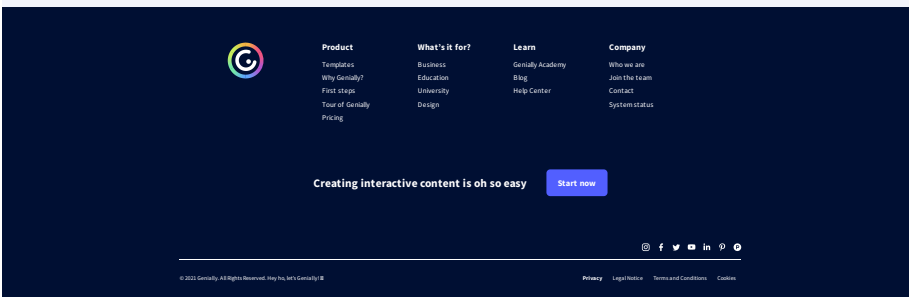 Product
Templates
Why Genially?
First steps
Tour of Genially
Pricing
What's it for?
Business
Education
University
Design
Learn
Genially Academy
Blog
Help Center
Company
Who we are
Join the team
Contact
System status
Creating interactive content is oh so easy
Start now
© 2021 Genially. All Rights Reserved. Hey ho, let's Genially!
Privacy Legal Notice Terms and Conditions Cookies